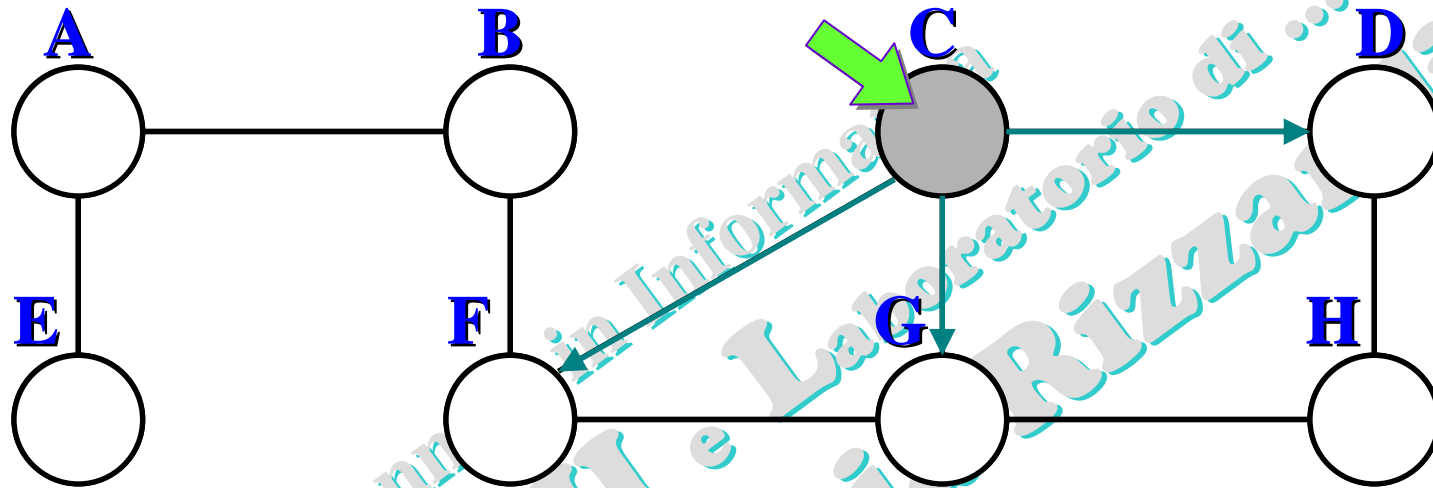 A B C D
E F G H
in Informa a
e Laboratorio di ...
Rizza